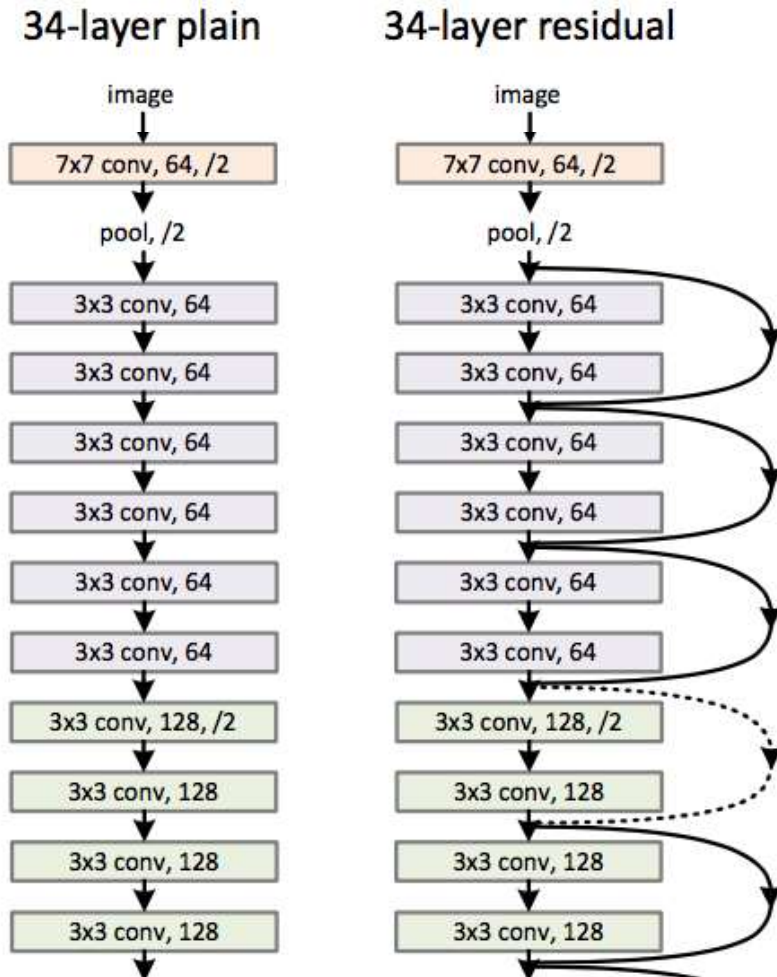 34-layer plain
image
7x7 conv, 64, /2
pool, /2
3x3 conv, 64
3x3 conv, 64
3x3 conv, 64
3x3 conv, 64
3x3 conv, 64
3x3 conv, 64
3x3 conv, 128, /2
3x3 conv, 128
3x3 conv, 128
3x3 conv, 128
34-layer residual
image
7x7 conv, 64, /2
pool, /2
3x3 conv, 64
3x3 conv, 64
3x3 conv, 64
3x3 conv, 64
3x3 conv, 64
3x3 conv, 64
3x3 conv, 128, /2
3x3 conv, 128
3x3 conv, 128
3x3 conv, 128